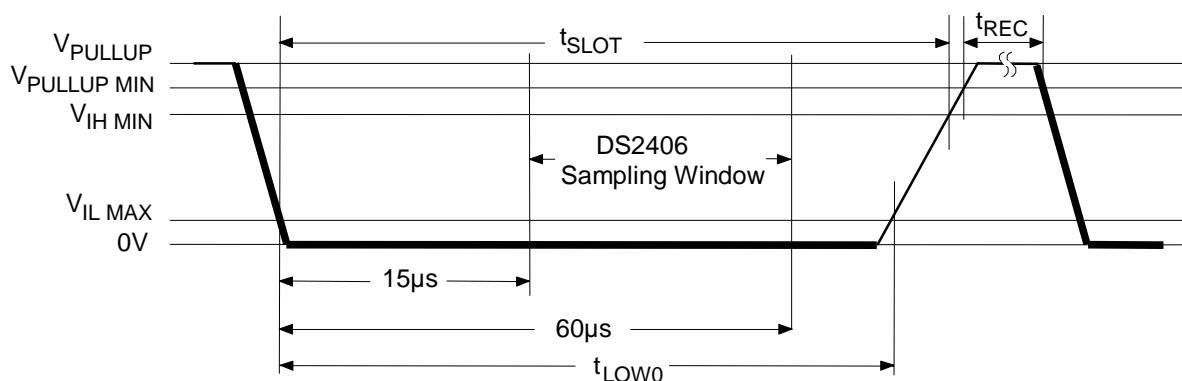 tSLOT
tREC
VPULLUP
VPULLUP MIN
VIH MIN
DS2406
Sampling Window
VIL MAX
0V
15µs
60µs
tLOW0